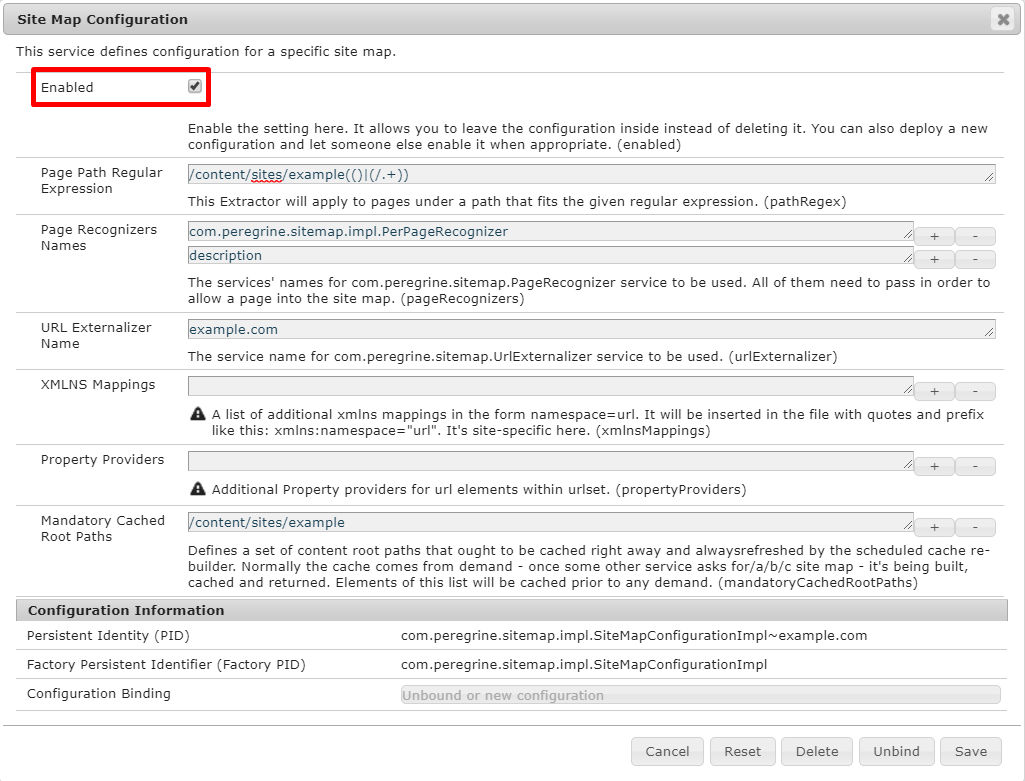 Site Map Configuration
This service defines configuration for a specific site map.
Enabled
Enable the setting here. It allows you to leave the configuration inside instead of deleting it. You can also deploy a new
configuration and let someone else enable it when appropriate. (enabled)
Page Path Regular
Expression
/content/sites/example(()|(/.+))
This Extractor will apply to pages under a path that fits the given regular expression. (pathRegex)
Page Recognizers
Names
com.peregrine.sitemap.impl.PerPageRecognizer
+ -
description
+ -
The services' names for com.peregrine.sitemap.PageRecognizer service to be used. All of them need to pass in order to
allow a page into the site map. (pageRecognizers)
URL Externalizer
Name
example.com
The service name for com.peregrine.sitemap.UrlExternalizer service to be used. (urlExternalizer)
XMLNS Mappings
+ -
A list of additional xmlns mappings in the form namespace=url. It will be inserted in the file with quotes and prefix
like this: xmlns:namespace="url". It's site-specific here. (xmlnsMappings)
Property Providers
+ -
Additional Property providers for url elements within urlset. (propertyProviders)
Mandatory Cached
Root Paths
/content/sites/example
+ -
Defines a set of content root paths that ought to be cached right away and alwaysrefreshed by the scheduled cache re-
builder. Normally the cache comes from demand - once some other service asks for/a/b/c site map - it's being built,
cached and returned. Elements of this list will be cached prior to any demand. (mandatoryCachedRootPaths)
Configuration Information
Persistent Identity (PID) com.peregrine.sitemap.impl.SiteMapConfigurationImpl~example.com
Factory Persistent Identifier (Factory PID) com.peregrine.sitemap.impl.SiteMapConfigurationImpl
Configuration Binding Unbound or new configuration
Cancel Reset Delete Unbind Save